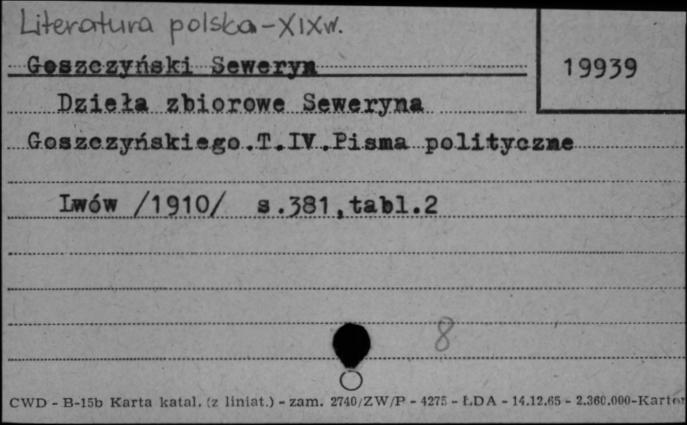 Literatura polska-XIXw.
Goszczyński Seweryn
19939
Dzieła zbiorowe Seweryna
Goszczyńskiego.T.IV.Pisma polityczne
Lwów /1910/ s.381,tabl.2
8
CWD - B-15b Karta katal. (z liniat.) - zam. 2740/ZW/P - 4275 - ŁDA - 14.12.65 - 2.360.000-Kartot